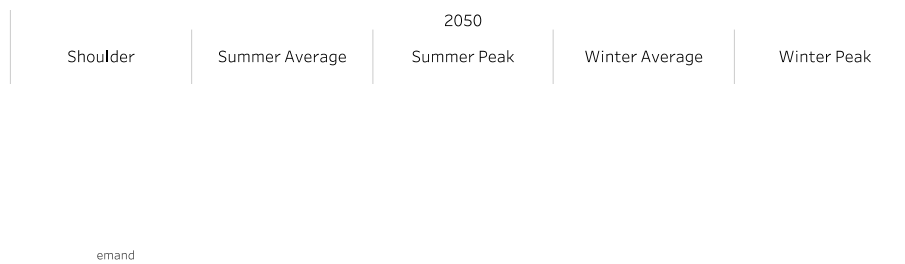 2050
Shoulder
Summer Average
Summer Peak
Winter Average
Winter Peak
emand